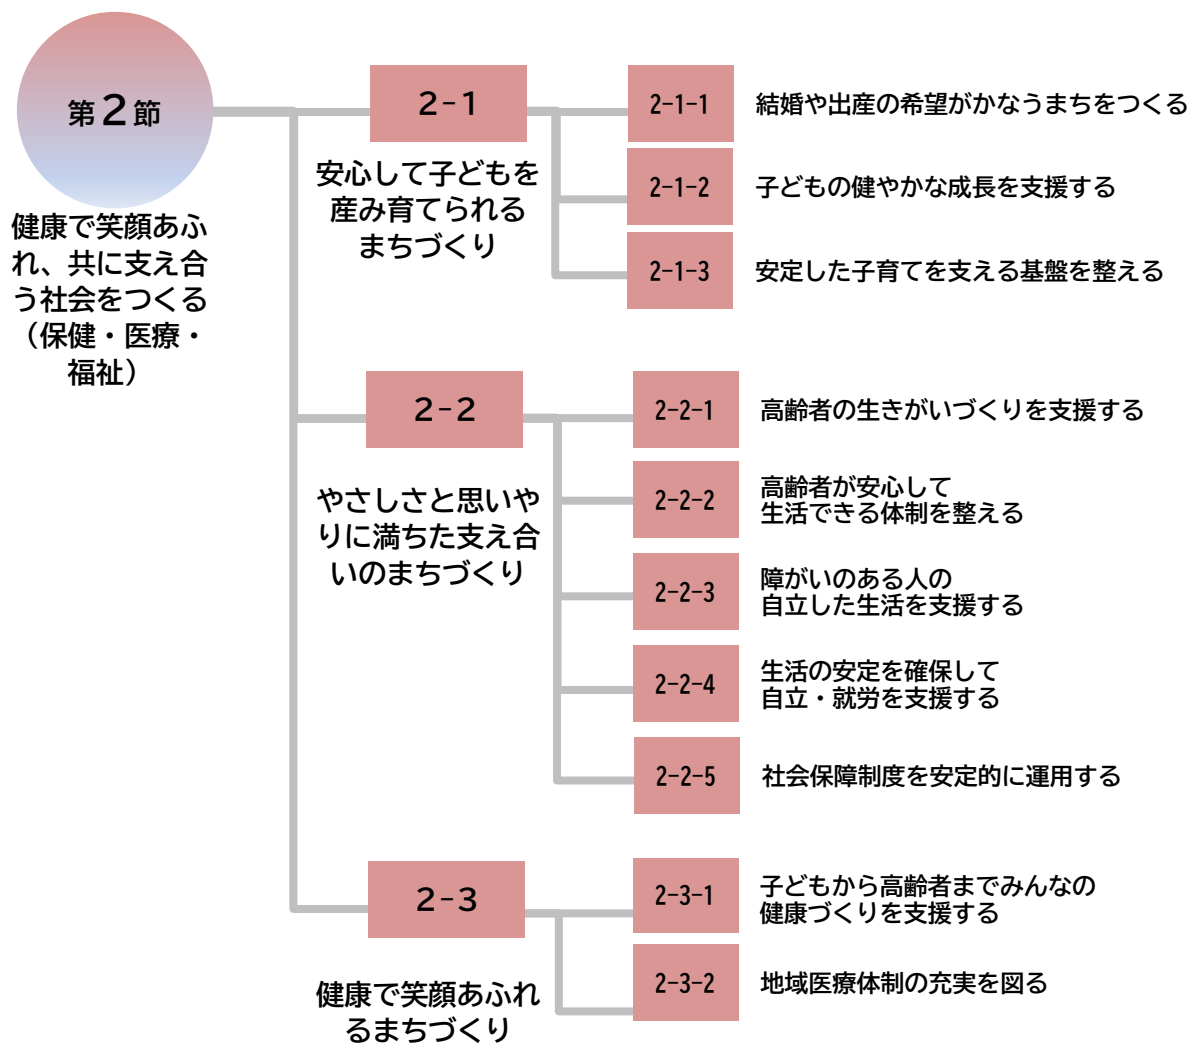 第2節
健康で笑顔あふ
れ、共に支え合
う社会をつくる
（保健・医療・
福祉）
2-1
安心して子どもを
産み育てられる
まちづくり
2-1-1
結婚や出産の希望がかなうまちをつくる
2-1-2
子どもの健やかな成長を支援する
2-1-3
安定した子育てを支える基盤を整える
2-2
やさしさと思いや
りに満ちた支え合
いのまちづくり
2-2-1
高齢者の生きがいづくりを支援する
2-2-2
高齢者が安心して
生活できる体制を整える
2-2-3
障がいのある人の
自立した生活を支援する
2-2-4
生活の安定を確保して
自立・就労を支援する
2-2-5
社会保障制度を安定的に運用する
2-3
健康で笑顔あふれ
るまちづくり
2-3-1
子どもから高齢者までみんなの
健康づくりを支援する
2-3-2
地域医療体制の充実を図る